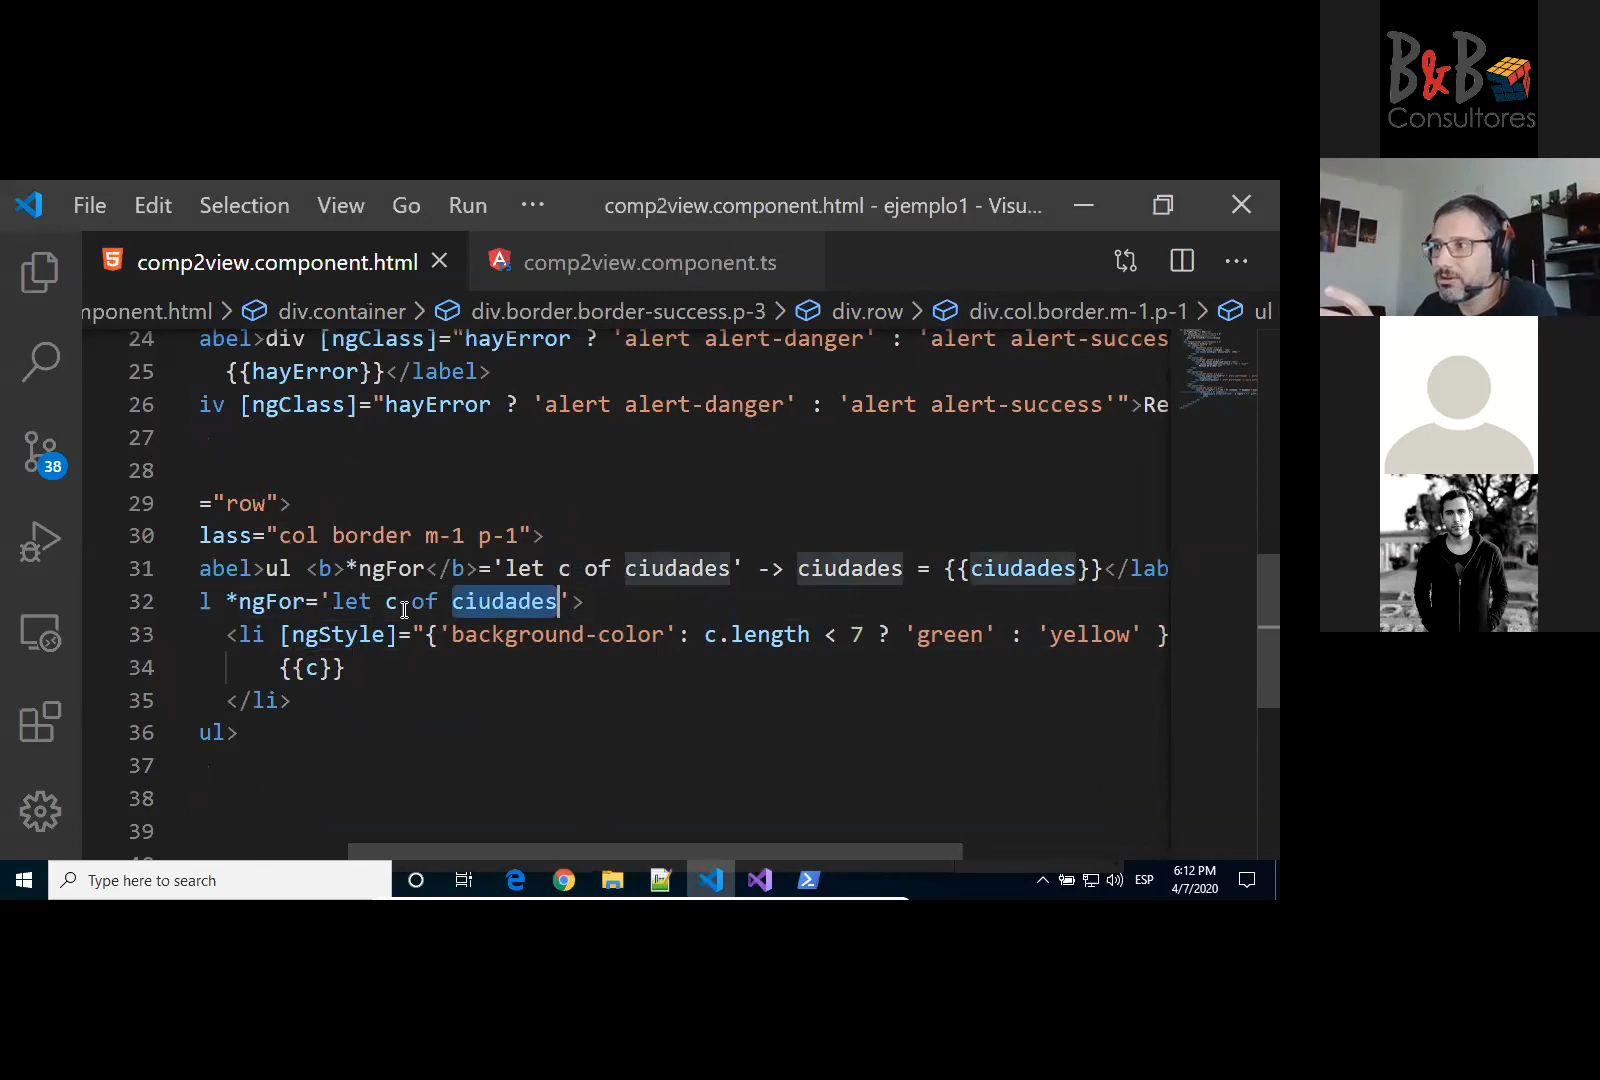 B&B
Consultores
File Edit Selection View Go Run ··· comp2view.component.html - ejemplo1 - Visu...
comp2view.component.html comp2view.component.ts
nponent.html > div.container > div.border.border-success.p-3 > div.row > div.col.border.m-1.p-1 > ul
24 abel>div [ngClass]="hayError ? 'alert alert-danger' : 'alert alert-succes
25 {{hayError}}</label>
26 iv [ngClass]="hayError ? 'alert alert-danger' : 'alert alert-success'">Re
27
28
29 ="row">
30 lass="col border m-1 p-1">
31 abel>ul <b>*ngFor</b>='let c of ciudades' -> ciudades = {{ciudades}}</lab
32 l *ngFor='let c of ciudades'>
33 <li [ngStyle]="{'background-color': c.length < 7 ? 'green' : 'yellow' }
34 {{c}}
35 </li>
36 ul>
37
38
39
38
Type here to search
ESP
6:12 PM
4/7/2020